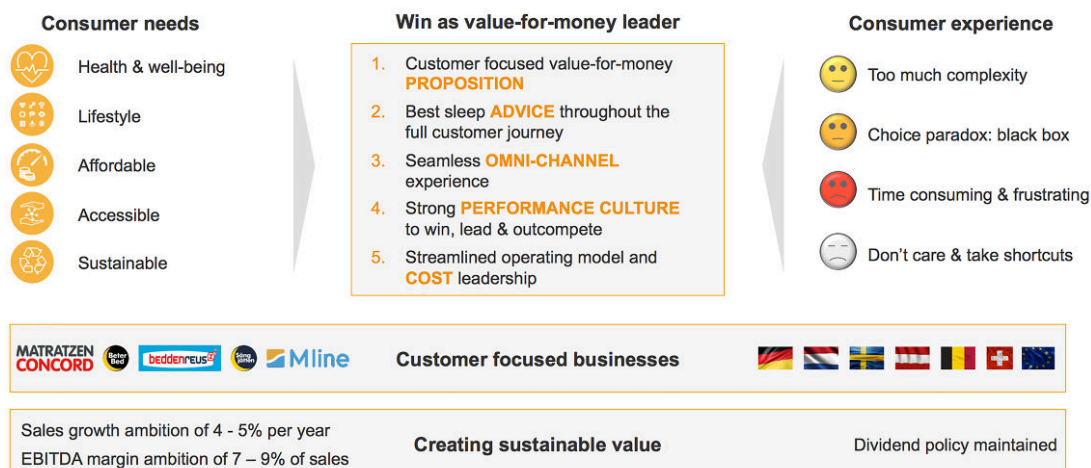 Consumer needs
Health & well-being
Lifestyle
Affordable
Accessible
Sustainable
Win as value-for-money leader
1. Customer focused value-for-money
PROPOSITION
2. Best sleep ADVICE throughout the
full customer journey
3. Seamless OMNI-CHANNEL
experience
4. Strong PERFORMANCE CULTURE
to win, lead & outcompete
5. Streamlined operating model and
COST leadership
Consumer experience
Too much complexity
Choice paradox: black box
Time consuming & frustrating
Don't care & take shortcuts
MATRATZEN
CONCORD
Beter
Bed
beddenreus
Sängjätten
Mline
Customer focused businesses
Sales growth ambition of 4 - 5% per year
EBITDA margin ambition of 7 – 9% of sales
Creating sustainable value
Dividend policy maintained